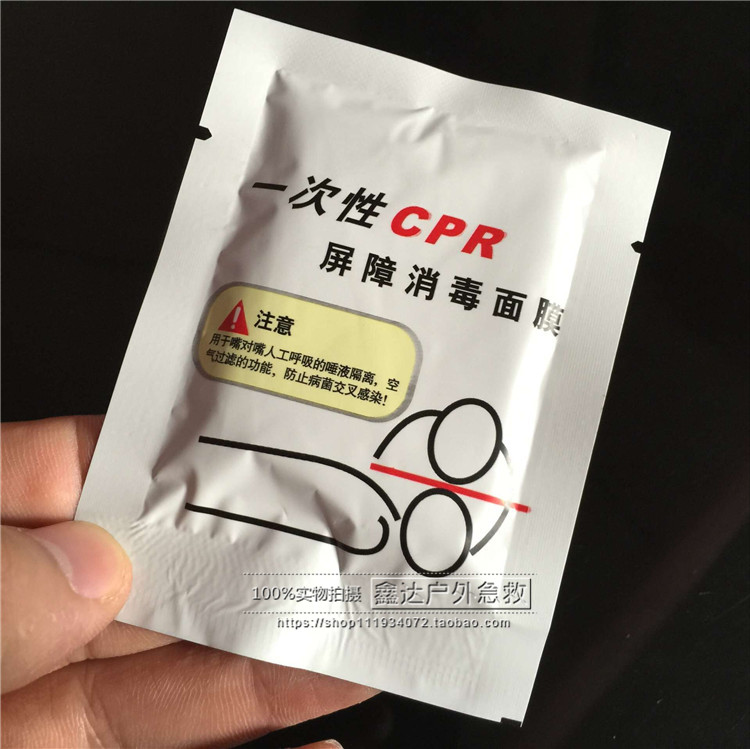 一次性CPR
屏障消毒面膜
注意
用于嘴对嘴人工呼吸的唾液隔离，空
气过滤的功能，防止病菌交叉感染！
100%实物拍摄 鑫达户外急救
https://shop111934072.taobao.com